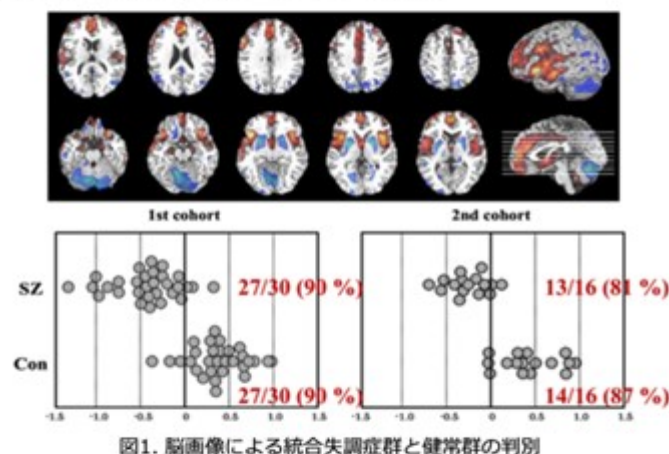 1st cohort 2nd cohort
SZ 27/30 (90 %) 13/16 (81 %)
Con 27/30 (90 %) 14/16 (87 %)
-1.5 -1.0 -0.5 0 0.5 1.0 1.5 -1.5 -1.0 -0.5 0 0.5 1.0 1.5
図1. 脳画像による統合失調症群と健常群の判別